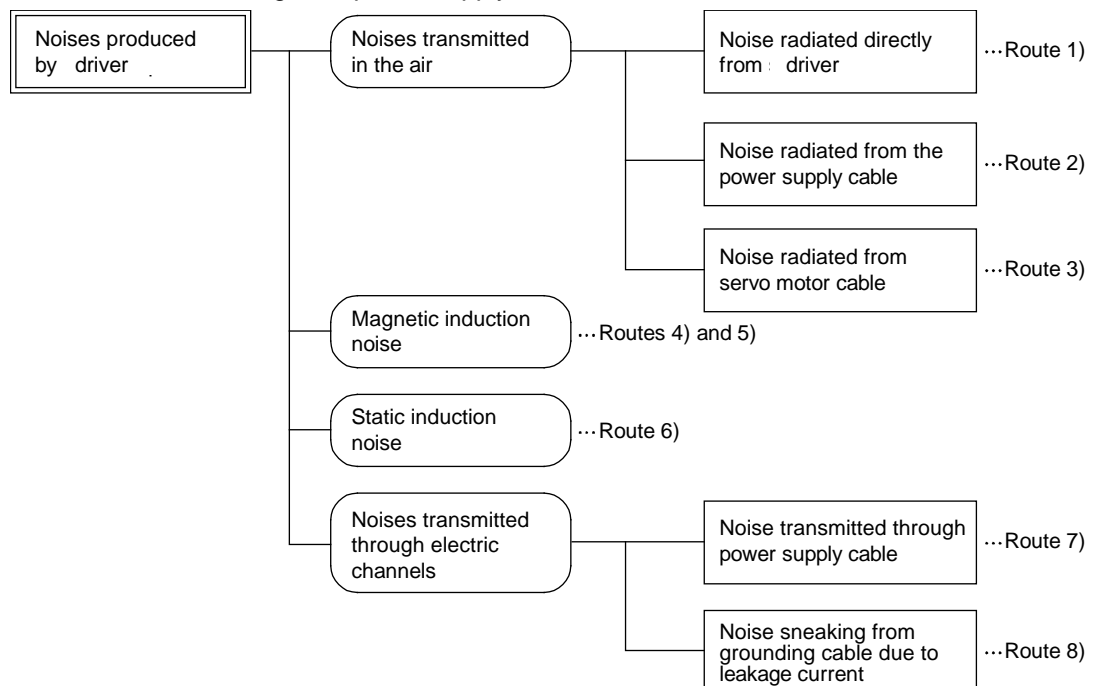 Noises produced
by driver
Noises transmitted
in the air
Noise radiated directly
from driver
...Route 1)
Noise radiated from the
power supply cable
...Route 2)
Noise radiated from
servo motor cable
...Route 3)
Magnetic induction
noise
...Routes 4) and 5)
Static induction
noise
...Route 6)
Noises transmitted
through electric
channels
Noise transmitted through
power supply cable
...Route 7)
Noise sneaking from
grounding cable due to
leakage current
...Route 8)